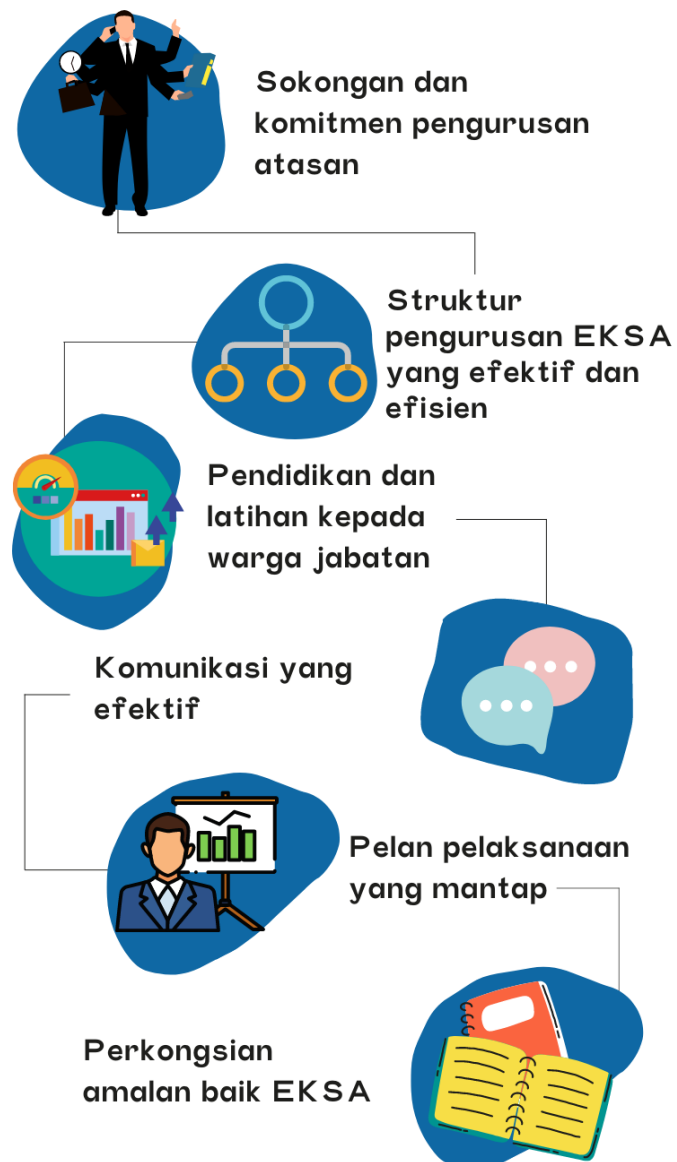 Sokongan dan
komitmen pengurusan
atasan
Struktur
pengurusan EKSA
yang efektif dan
efisien
Pendidikan dan
latihan kepada
warga jabatan
Komunikasi yang
efektif
Pelan pelaksanaan
yang mantap
Perkongsian
amalan baik EKSA